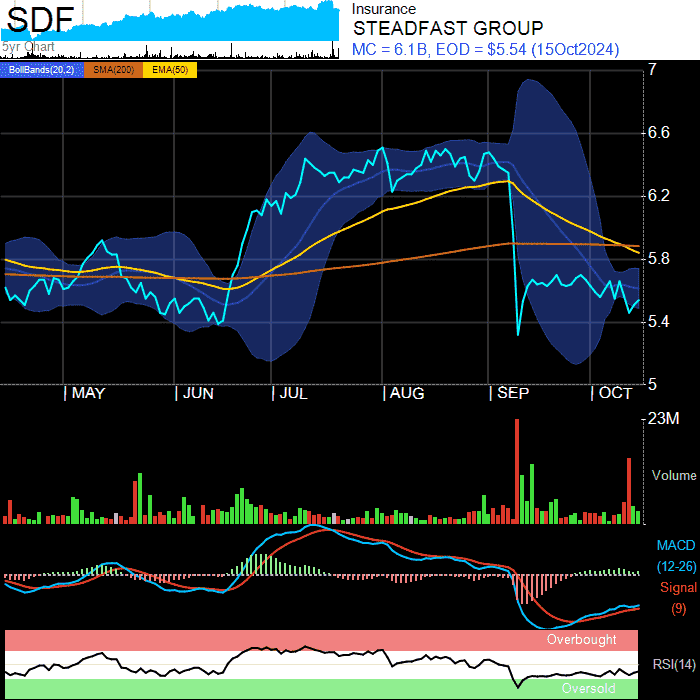 SDF
5yr Chart
Insurance
STEADFAST GROUP
MC = 6.1B, EOD = $5.54 (15Oct2024)
BollBands(20,2) SMA(200) EMA(50)
7
6.6
6.2
5.8
5.4
5
MAY JUN JUL AUG SEP OCT
23M
Volume
MACD
(12-26)
Signal
(9)
Overbought
RSI(14)
Oversold